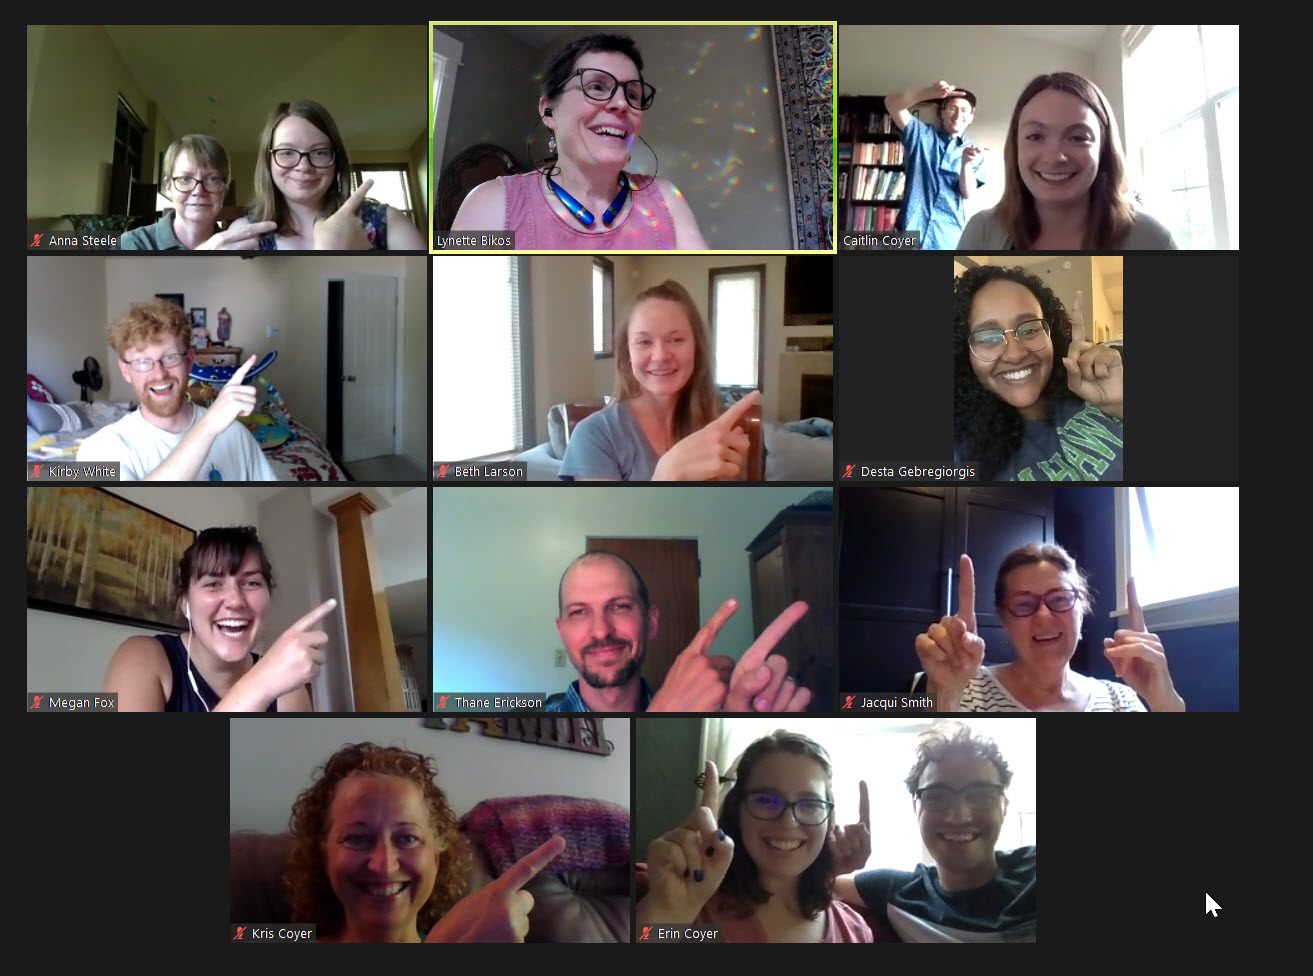 Anna Steele
Lynette Bikos
Caitlin Coyer
Kirby White
Beth Larson
Desta Gebregiorgis
Megan Fox
Thane Erickson
Jacqui Smith
Kris Coyer
Erin Coyer